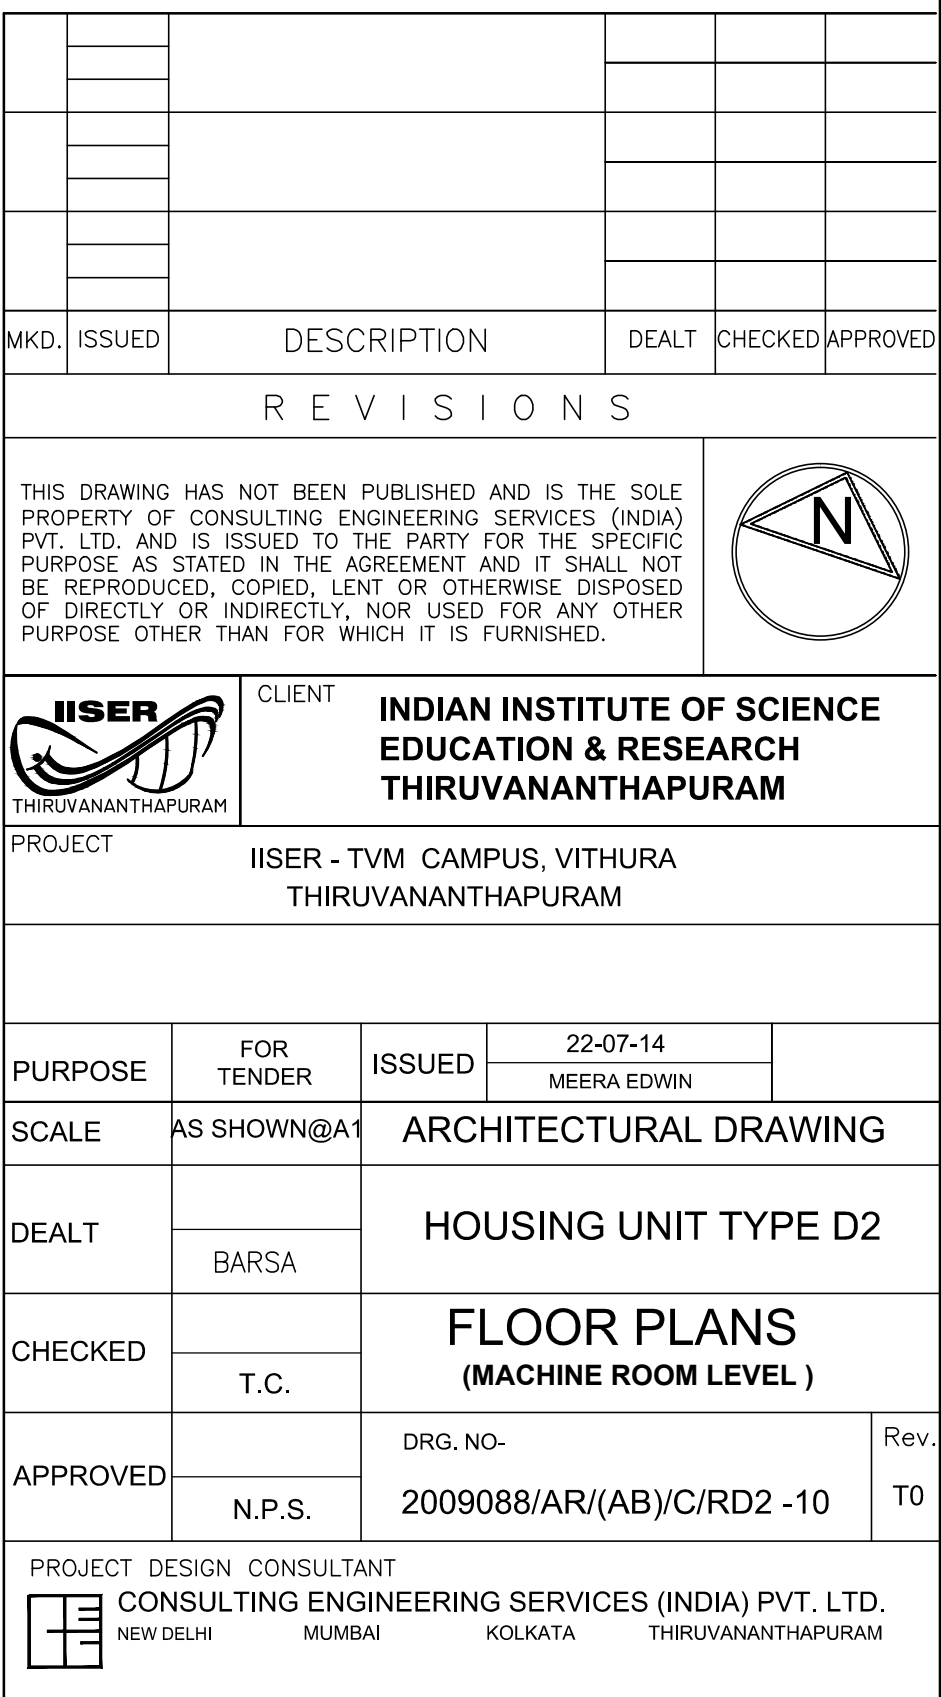 MKD. ISSUED DESCRIPTION DEALT CHECKED APPROVED
REVISIONS
THIS DRAWING HAS NOT BEEN PUBLISHED AND IS THE SOLE
PROPERTY OF CONSULTING ENGINEERING SERVICES (INDIA)
PVT. LTD. AND IS ISSUED TO THE PARTY FOR THE SPECIFIC
PURPOSE AS STATED IN THE AGREEMENT AND IT SHALL NOT
BE REPRODUCED, COPIED, LENT OR OTHERWISE DISPOSED
OF DIRECTLY OR INDIRECTLY, NOR USED FOR ANY OTHER
PURPOSE OTHER THAN FOR WHICH IT IS FURNISHED.
N
IISER
THIRUVANANTHAPURAM
CLIENT
INDIAN INSTITUTE OF SCIENCE
EDUCATION & RESEARCH
THIRUVANANTHAPURAM
PROJECT
IISER - TVM CAMPUS, VITHURA
THIRUVANANTHAPURAM
PURPOSE
FOR
TENDER
ISSUED
22-07-14
MEERA EDWIN
SCALE
AS SHOWN@A1
ARCHITECTURAL DRAWING
DEALT
BARSA
HOUSING UNIT TYPE D2
CHECKED
T.C.
FLOOR PLANS
(MACHINE ROOM LEVEL )
APPROVED
N.P.S.
DRG. NO-
2009088/AR/(AB)/C/RD2 -10
Rev.
T0
PROJECT DESIGN CONSULTANT
CONSULTING ENGINEERING SERVICES (INDIA) PVT. LTD.
NEW DELHI MUMBAI KOLKATA THIRUVANANTHAPURAM